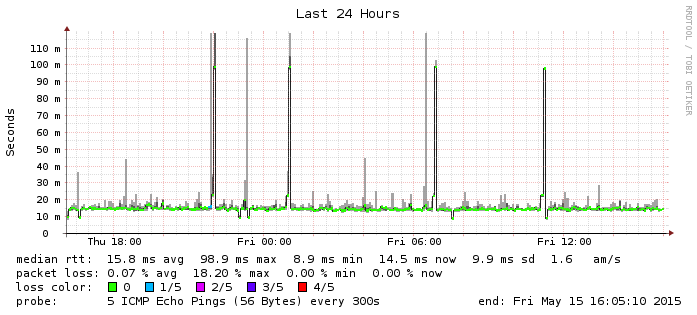 Last 24 Hours
RRDTOOL / TOBI OETIKER
Seconds
110 m
100 m
90 m
80 m
70 m
60 m
50 m
40 m
30 m
20 m
10 m
0
Thu 18:00 Fri 00:00 Fri 06:00 Fri 12:00
median rtt: 15.8 ms avg 98.9 ms max 8.9 ms min 14.5 ms now 9.9 ms sd 1.6 am/s
packet loss: 0.07 % avg 18.20 % max 0.00 % min 0.00 % now
loss color: 0 1/5 2/5 3/5 4/5
probe: 5 ICMP Echo Pings (56 Bytes) every 300s end: Fri May 15 16:05:10 2015